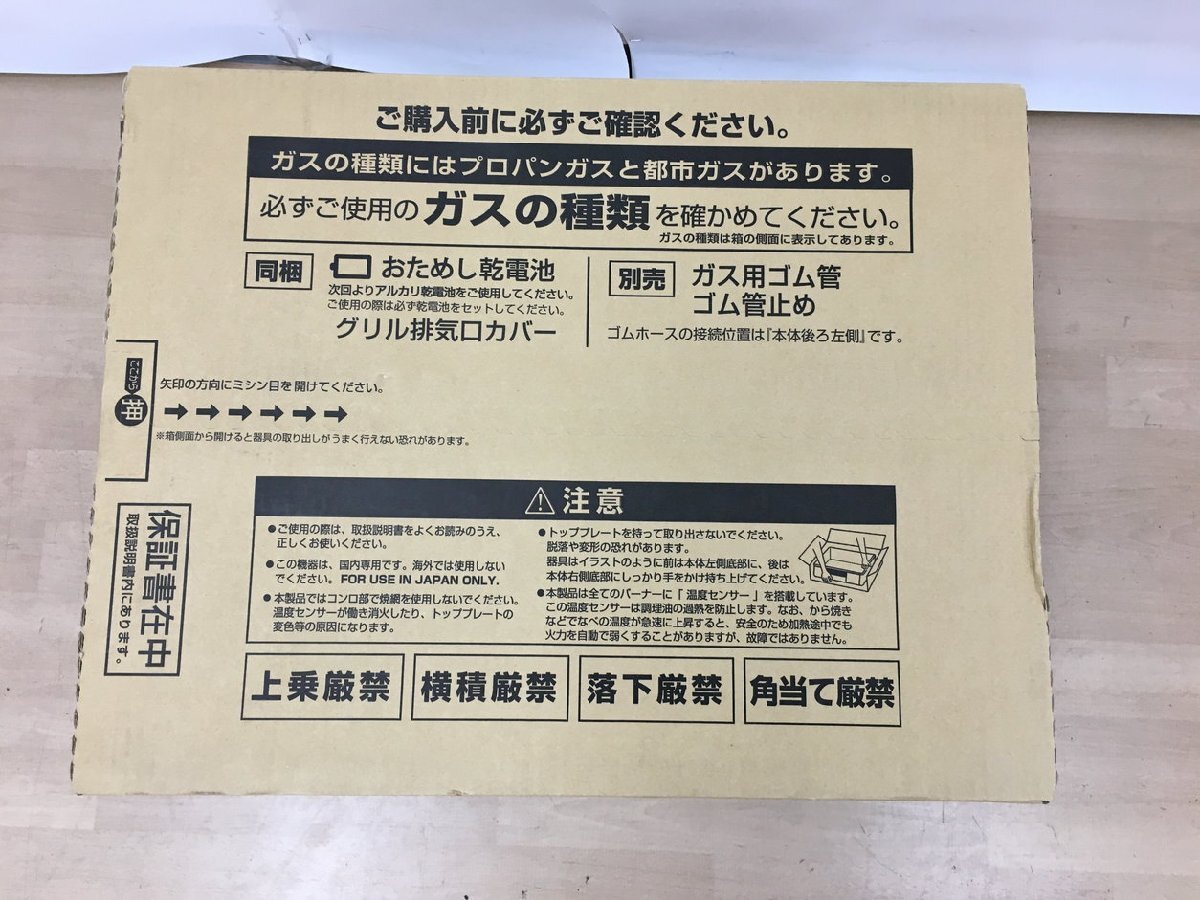 ご購入前に必ずご確認ください。
ガスの種類にはプロパンガスと都市ガスがあります。
必ずご使用のガスの種類を確かめてください。
ガスの種類は箱の側面に表示してあります。
同梱
おためし乾電池
次回よりアルカリ乾電池をご使用してください。
ご使用の際は必ず乾電池をセットしてください。
グリル排気口カバー
別売
ガス用ゴム管
ゴム管止め
ゴムホースの接続位置は『本体後ろ左側』です。
ここから
押
矢印の方向にミシン目を開けてください。
➡➡➡➡➡➡
※箱側面から開けると器具の取り出しがうまく行えない恐れがあります。
保証書在中
取扱説明書内にあります。
注意
●ご使用の際は、取扱説明書をよくお読みのうえ、
正しくお使いください。
●この機器は、国内専用です。海外では使用しない
でください。FOR USE IN JAPAN ONLY.
●本製品ではコンロ部で焼網を使用しないでください。
温度センサーが働き消火したり、トッププレートの
変色等の原因になります。
●トッププレートを持って取り出さないでください。
脱落や変形の恐れがあります。
器具はイラストのように前は本体左側底部に、後は
本体右側底部にしっかり手をかけ持ち上げてください。
●本製品は全てのバーナーに「温度センサー」を搭載しています。
この温度センサーは調理油の過熱を防止します。なお、から焼き
などでなべの温度が急速に上昇すると、安全のため加熱途中でも
火力を自動で弱くすることがありますが、故障ではありません。
上乗厳禁
横積厳禁
落下厳禁
角当て厳禁